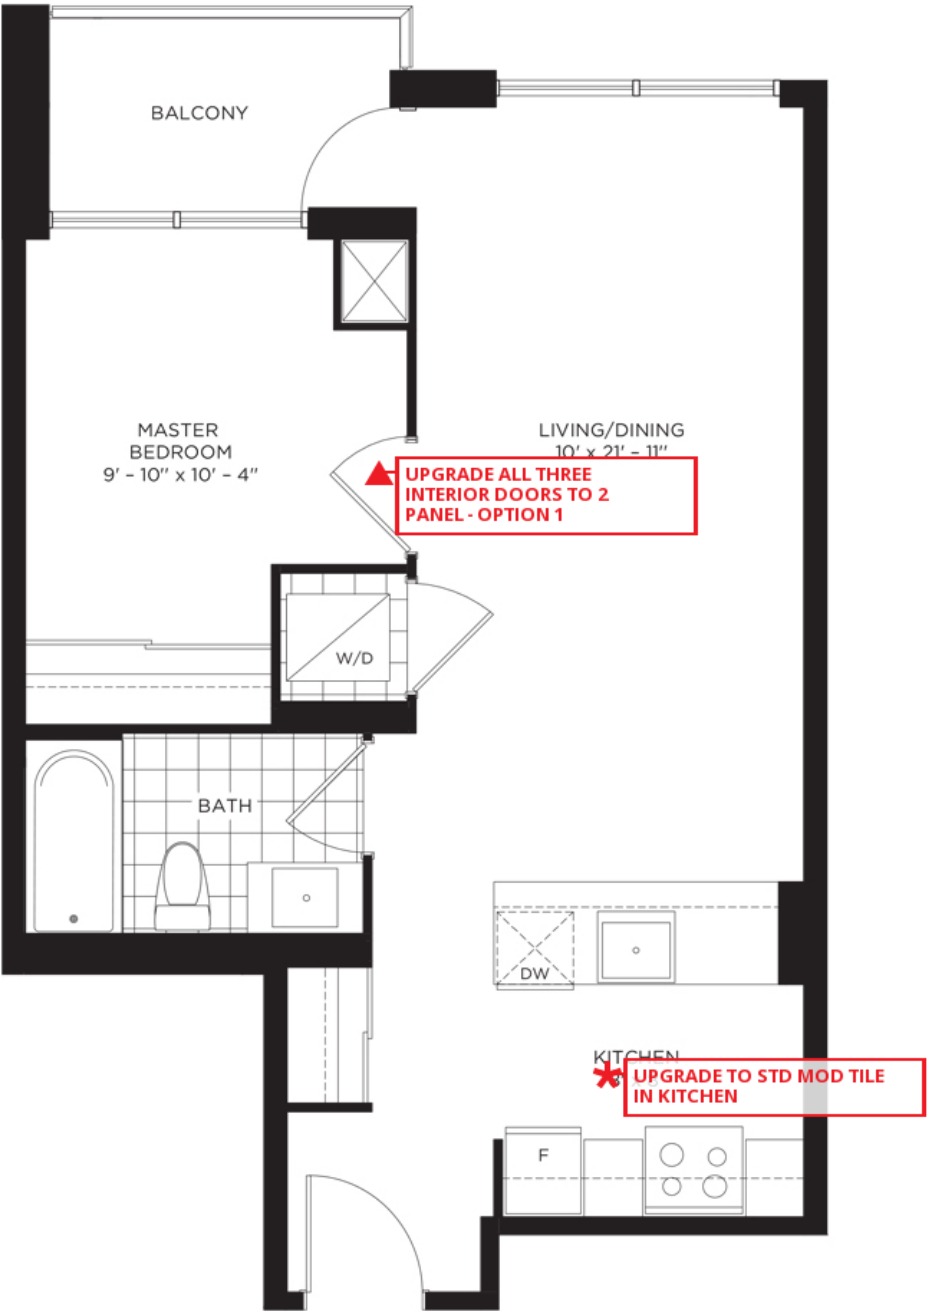 BALCONY
MASTER
BEDROOM
9' – 10" x 10' – 4"
LIVING/DINING
10' x 21' – 11"
UPGRADE ALL THREE
INTERIOR DOORS TO 2
PANEL - OPTION 1
W/D
BATH
DW
KITCHEN
UPGRADE TO STD MOD TILE
IN KITCHEN
F